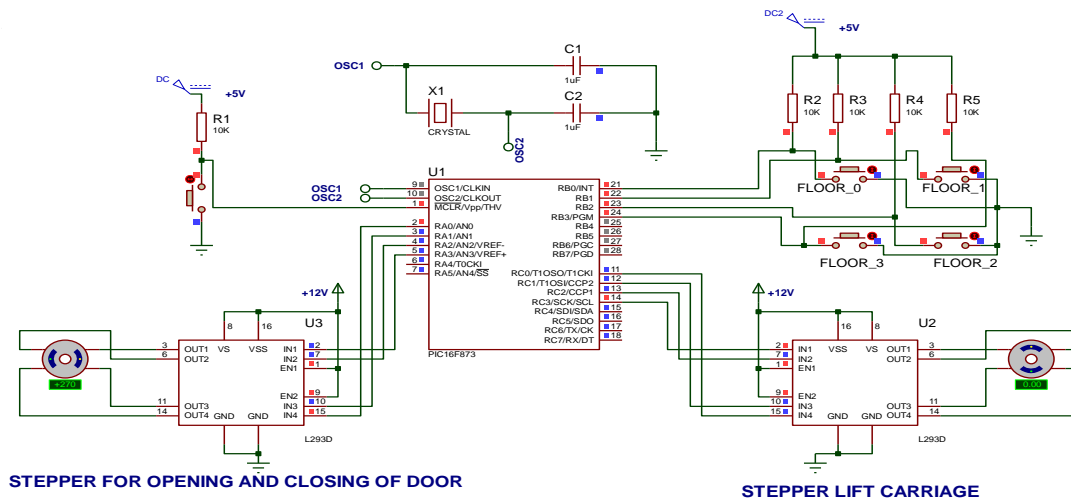 DC2
+5V
C1
1uF
OSC1
X1
CRYSTAL
C2
1uF
OSC2
DC
+5V
R1
10K
R2
10K
R3
10K
R4
10K
R5
10K
FLOOR_0
FLOOR_1
FLOOR_3
FLOOR_2
U1
OSC1
OSC2
9 OSC1/CLKIN
10 OSC2/CLKOUT
1 MCLR/Vpp/THV
2 RA0/AN0
3 RA1/AN1
4 RA2/AN2/VREF-
5 RA3/AN3/VREF+
6 RA4/T0CKI
7 RA5/AN4/SS
RB0/INT 21
RB1 22
RB2 23
RB3/PGM 24
RB4 25
RB5 26
RB6/PGC 27
RB7/PGD 28
RC0/T1OSO/T1CKI 11
RC1/T1OSI/CCP2 12
RC2/CCP1 13
RC3/SCK/SCL 14
RC4/SDI/SDA 15
RC5/SDO 16
RC6/TX/CK 17
RC7/RX/DT 18
PIC16F873
+12V
U3
8 16
VS VSS
3 OUT1
6 OUT2
11 OUT3
14 OUT4
IN1 2
IN2 7
EN1 1
EN2 9
IN3 10
IN4 15
GND GND
L293D
+270
+12V
U2
16 8
VSS VS
2 IN1
7 IN2
1 EN1
9 EN2
10 IN3
15 IN4
OUT1 3
OUT2 6
OUT3 11
OUT4 14
GND GND
L293D
0.00
STEPPER FOR OPENING AND CLOSING OF DOOR
STEPPER LIFT CARRIAGE